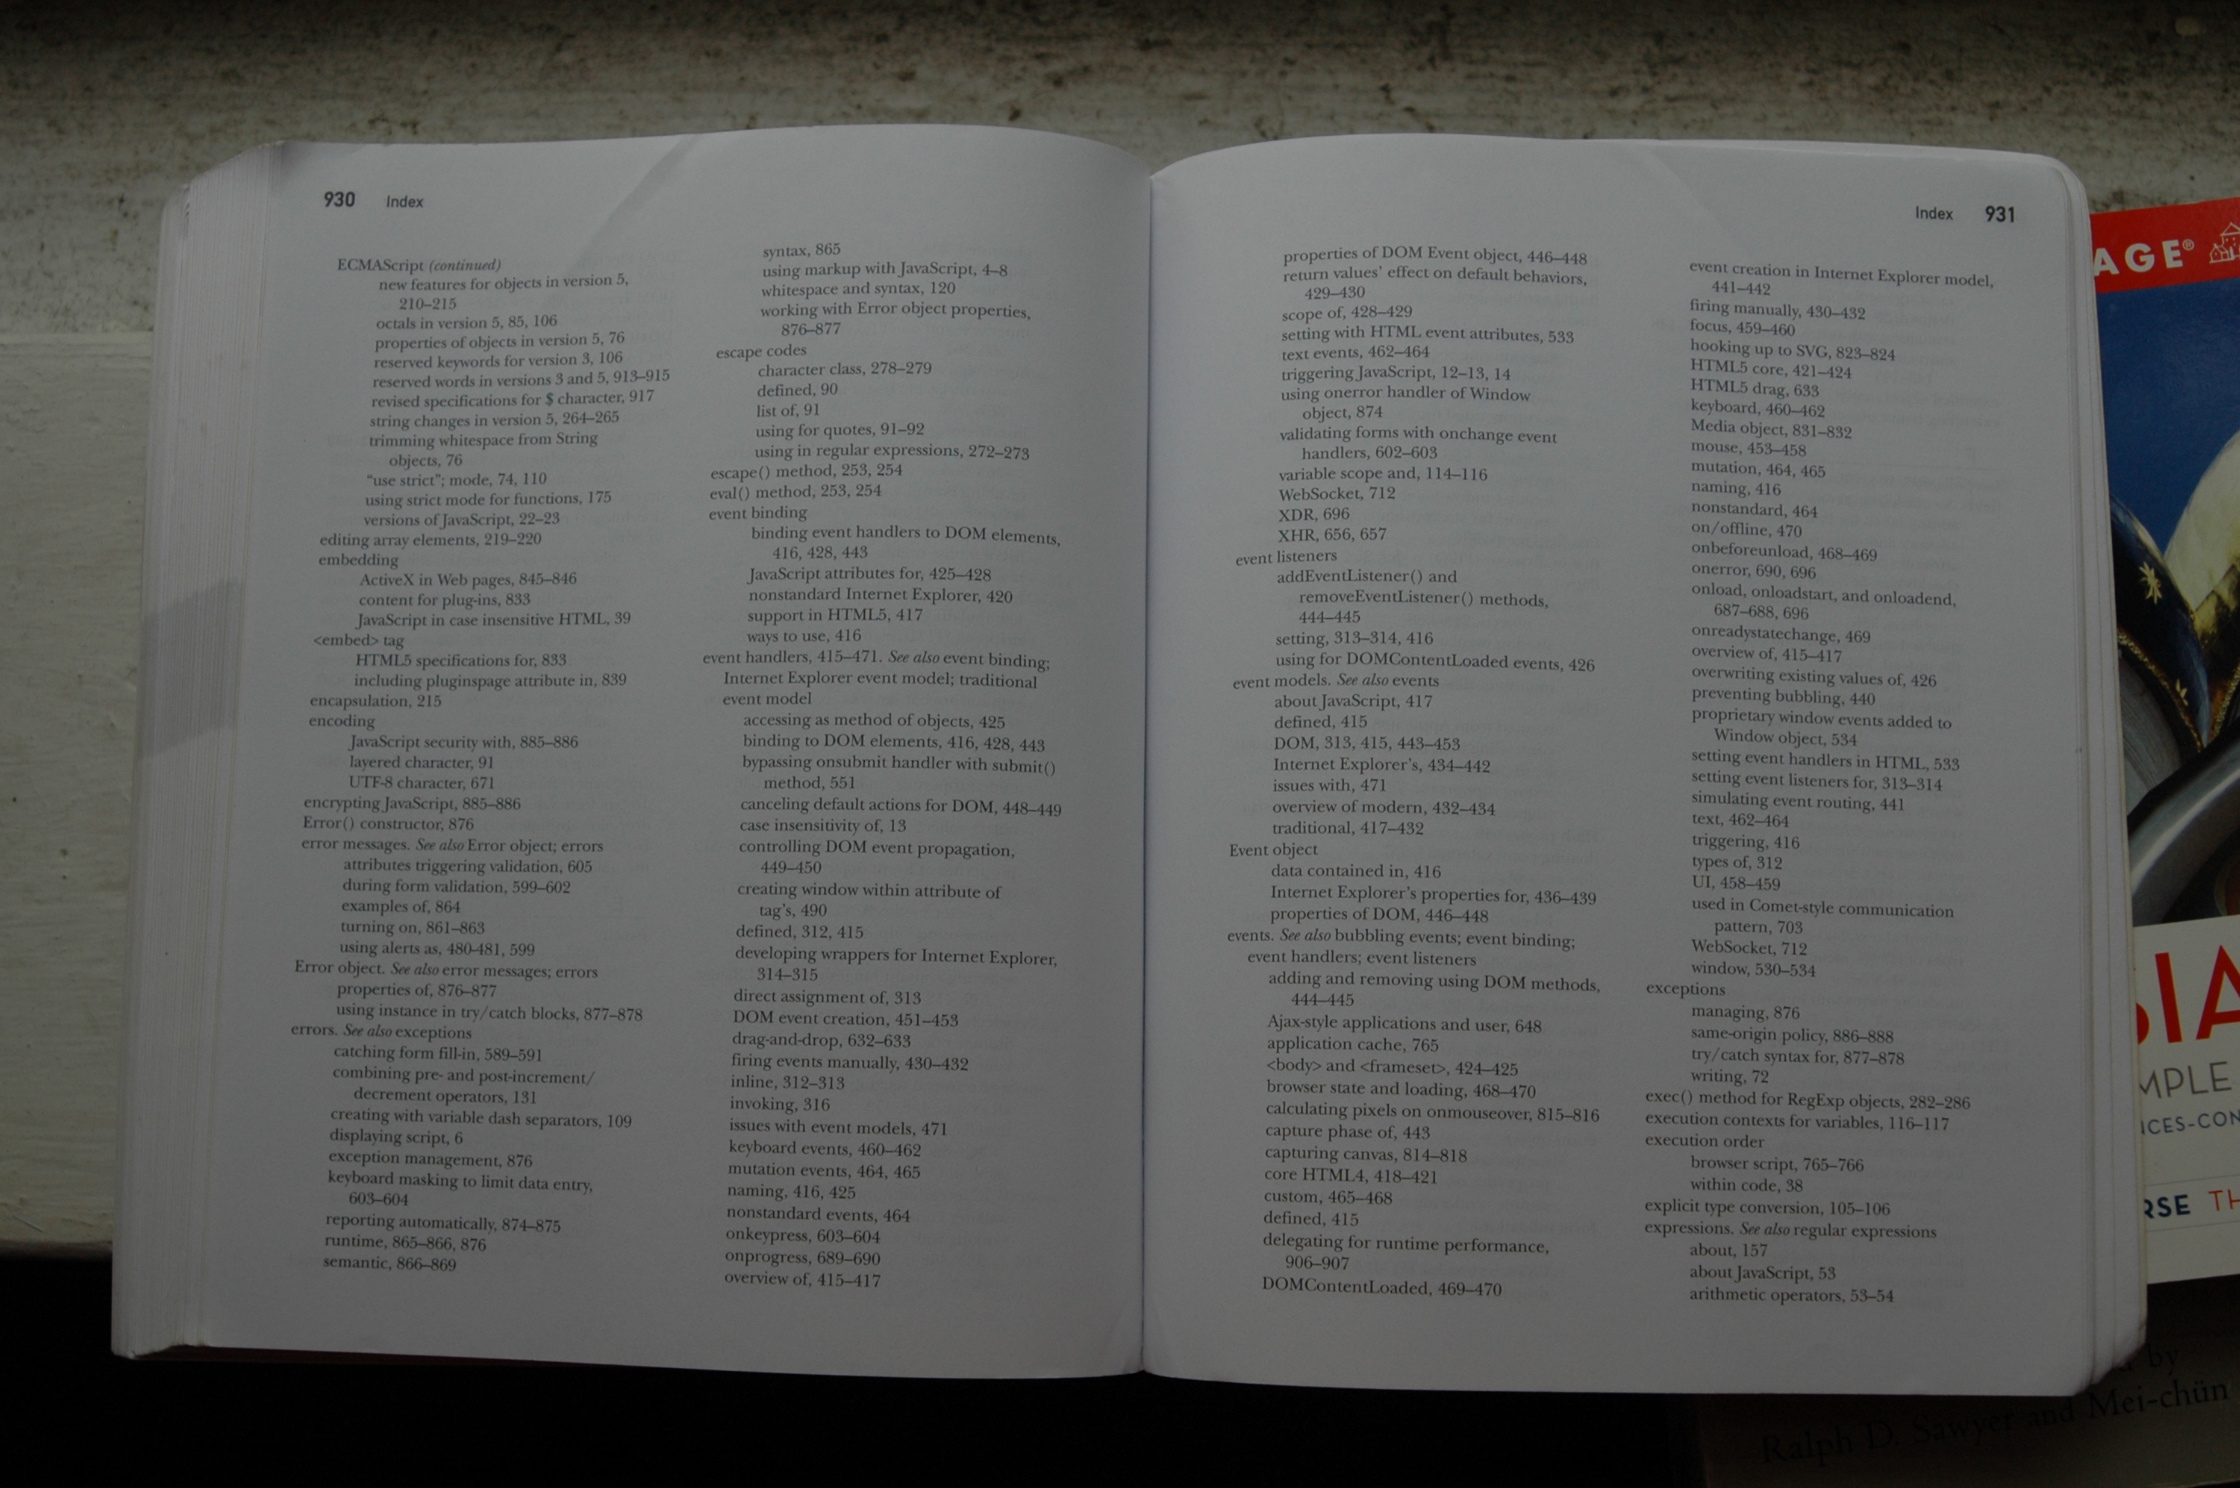 930 Index
ECMAScript (continued)
new features for objects in version 5,
210–215
octals in version 5, 85, 106
properties of objects in version 5, 76
reserved keywords for version 3, 106
reserved words in versions 3 and 5, 913–915
revised specifications for $ character, 917
string changes in version 5, 264–265
trimming whitespace from String
objects, 76
"use strict"; mode, 74, 110
using strict mode for functions, 175
versions of JavaScript, 22–23
editing array elements, 219–220
embedding
ActiveX in Web pages, 845–846
content for plug-ins, 833
JavaScript in case insensitive HTML, 39
<embed> tag
HTML5 specifications for, 833
including pluginspage attribute in, 839
encapsulation, 215
encoding
JavaScript security with, 885–886
layered character, 91
UTF-8 character, 671
encrypting JavaScript, 885–886
Error() constructor, 876
error messages. See also Error object; errors
attributes triggering validation, 605
during form validation, 599–602
examples of, 864
turning on, 861–863
using alerts as, 480–481, 599
Error object. See also error messages; errors
properties of, 876–877
using instance in try/catch blocks, 877–878
errors. See also exceptions
catching form fill-in, 589–591
combining pre- and post-increment/
decrement operators, 131
creating with variable dash separators, 109
displaying script, 6
exception management, 876
keyboard masking to limit data entry,
603–604
reporting automatically, 874–875
runtime, 865–866, 876
semantic, 866–869
syntax, 865
using markup with JavaScript, 4–8
whitespace and syntax, 120
working with Error object properties,
876–877
escape codes
character class, 278–279
defined, 90
list of, 91
using for quotes, 91–92
using in regular expressions, 272–273
escape() method, 253, 254
eval() method, 253, 254
event binding
binding event handlers to DOM elements,
416, 428, 443
JavaScript attributes for, 425–428
nonstandard Internet Explorer, 420
support in HTML5, 417
ways to use, 416
event handlers, 415–471. See also event binding;
Internet Explorer event model; traditional
event model
accessing as method of objects, 425
binding to DOM elements, 416, 428, 443
bypassing onsubmit handler with submit()
method, 551
canceling default actions for DOM, 448–449
case insensitivity of, 13
controlling DOM event propagation,
449–450
creating window within attribute of
tag's, 490
defined, 312, 415
developing wrappers for Internet Explorer,
314–315
direct assignment of, 313
DOM event creation, 451–453
drag-and-drop, 632–633
firing events manually, 430–432
inline, 312–313
invoking, 316
issues with event models, 471
keyboard events, 460–462
mutation events, 464, 465
naming, 416, 425
nonstandard events, 464
onkeypress, 603–604
onprogress, 689–690
overview of, 415–417
Index 931
properties of DOM Event object, 446–448
return values' effect on default behaviors,
429–430
scope of, 428–429
setting with HTML event attributes, 533
text events, 462–464
triggering JavaScript, 12–13, 14
using onerror handler of Window
object, 874
validating forms with onchange event
handlers, 602–603
variable scope and, 114–116
WebSocket, 712
XDR, 696
XHR, 656, 657
event listeners
addEventListener() and
removeEventListener() methods,
444–445
setting, 313–314, 416
using for DOMContentLoaded events, 426
event models. See also events
about JavaScript, 417
defined, 415
DOM, 313, 415, 443–453
Internet Explorer's, 434–442
issues with, 471
overview of modern, 432–434
traditional, 417–432
Event object
data contained in, 416
Internet Explorer's properties for, 436–439
properties of DOM, 446–448
events. See also bubbling events; event binding;
event handlers; event listeners
adding and removing using DOM methods,
444–445
Ajax-style applications and user, 648
application cache, 765
<body> and <frameset>, 424–425
browser state and loading, 468–470
calculating pixels on onmouseover, 815–816
capture phase of, 443
capturing canvas, 814–818
core HTML4, 418–421
custom, 465–468
defined, 415
delegating for runtime performance,
906–907
DOMContentLoaded, 469–470
event creation in Internet Explorer model,
441–442
firing manually, 430–432
focus, 459–460
hooking up to SVG, 823–824
HTML5 core, 421–424
HTML5 drag, 633
keyboard, 460–462
Media object, 831–832
mouse, 453–458
mutation, 464, 465
naming, 416
nonstandard, 464
on/offline, 470
onbeforeunload, 468–469
onerror, 690, 696
onload, onloadstart, and onloadend,
687–688, 696
onreadystatechange, 469
overview of, 415–417
overwriting existing values of, 426
preventing bubbling, 440
proprietary window events added to
Window object, 534
setting event handlers in HTML, 533
setting event listeners for, 313–314
simulating event routing, 441
text, 462–464
triggering, 416
types of, 312
UI, 458–459
used in Comet-style communication
pattern, 703
WebSocket, 712
window, 530–534
exceptions
managing, 876
same-origin policy, 886–888
try/catch syntax for, 877–878
writing, 72
exec() method for RegExp objects, 282–286
execution contexts for variables, 116–117
execution order
browser script, 765–766
within code, 38
explicit type conversion, 105–106
expressions. See also regular expressions
about, 157
about JavaScript, 53
arithmetic operators, 53–54
AGE®
IA
MPLE
ICES-CON
RSE TH
by
Ralph D. Sawyer and Mei-chün